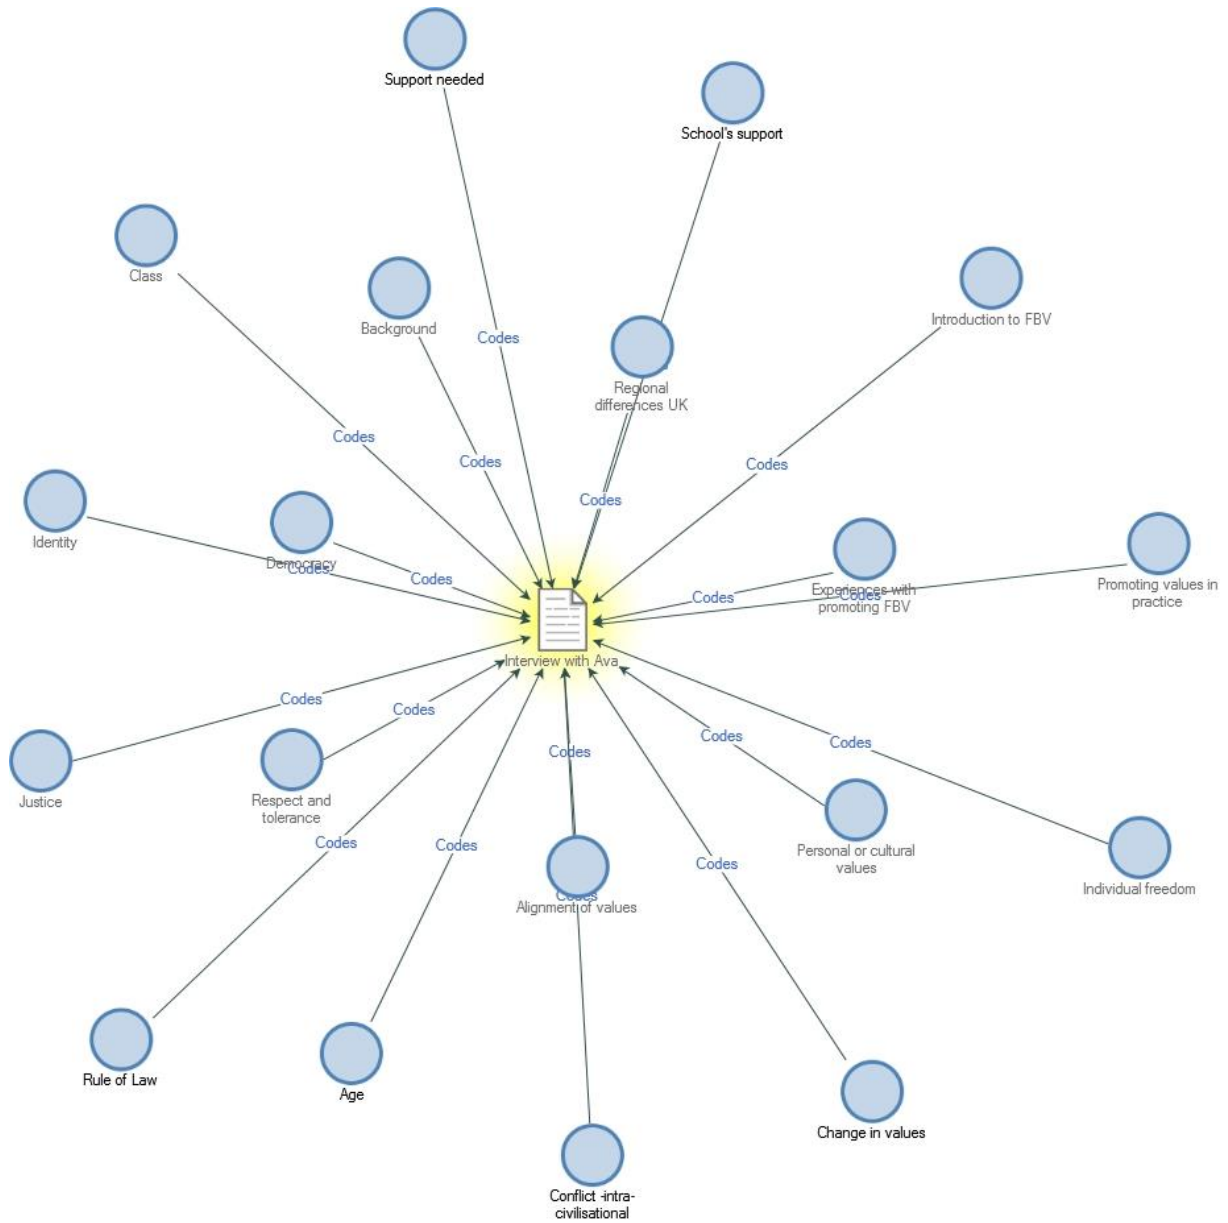 Support needed
School's support
Class
Background
Introduction to FBV
Codes
Regional
differences UK
Codes
Codes
Codes
Codes
Identity
Democracy
Codes
Codes
Codes
Experiences with
promoting FBV
Codes
Codes
Promoting values in
practice
Interview with Ava
Codes
Codes
Codes
Codes
Codes
Justice
Respect and
tolerance
Codes
Codes
Personal or cultural
values
Codes
Individual freedom
Codes
Alignment of values
Rule of Law
Age
Change in values
Conflict -intra-
civilisational